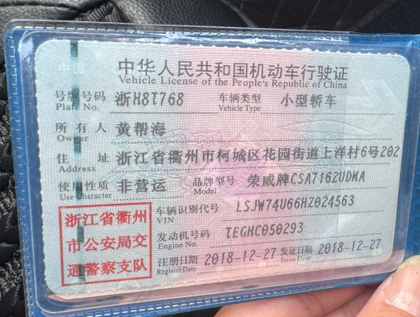 中华人民共和国机动车行驶证
Vehicle License of the People's Republic of China
号牌号码 浙H8T768 车辆类型 小型轿车
Plate No. Vehicle Type
所有人 黄帮海
Owner
住址 浙江省衢州市柯城区花园街道上洋村6号202
Address
使用性质 非营运 品牌型号 荣威牌CSA7162UDMA
Use Character Model
浙江省衢州
市公安局交
通警察支队
车辆识别代号 LSJW74U66HZ024563
VIN
发动机号码 TEGHC050293
Engine No.
注册日期 2018-12-27 发证日期 2018-12-27
Register Date Issue Date